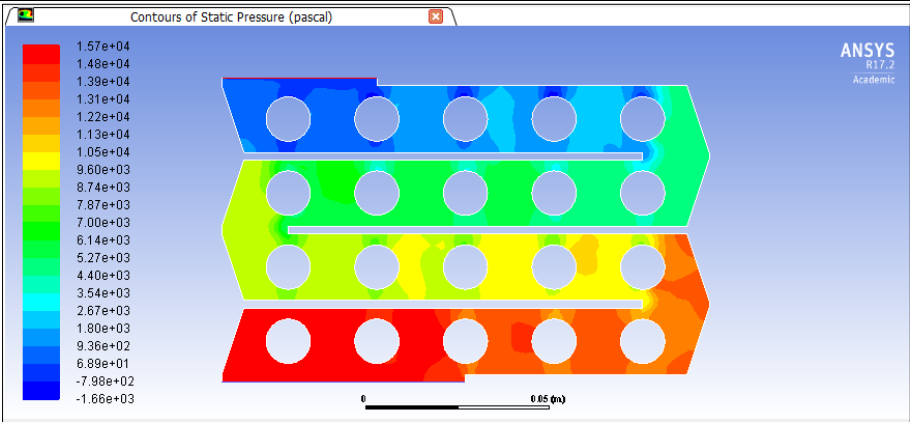 Contours of Static Pressure (pascal)
ANSYS
R17.2
Academic
1.57e+04
1.48e+04
1.39e+04
1.31e+04
1.22e+04
1.13e+04
1.05e+04
9.60e+03
8.74e+03
7.87e+03
7.00e+03
6.14e+03
5.27e+03
4.40e+03
3.54e+03
2.67e+03
1.80e+03
9.36e+02
6.89e+01
-7.98e+02
-1.66e+03
0 0.05 (m)